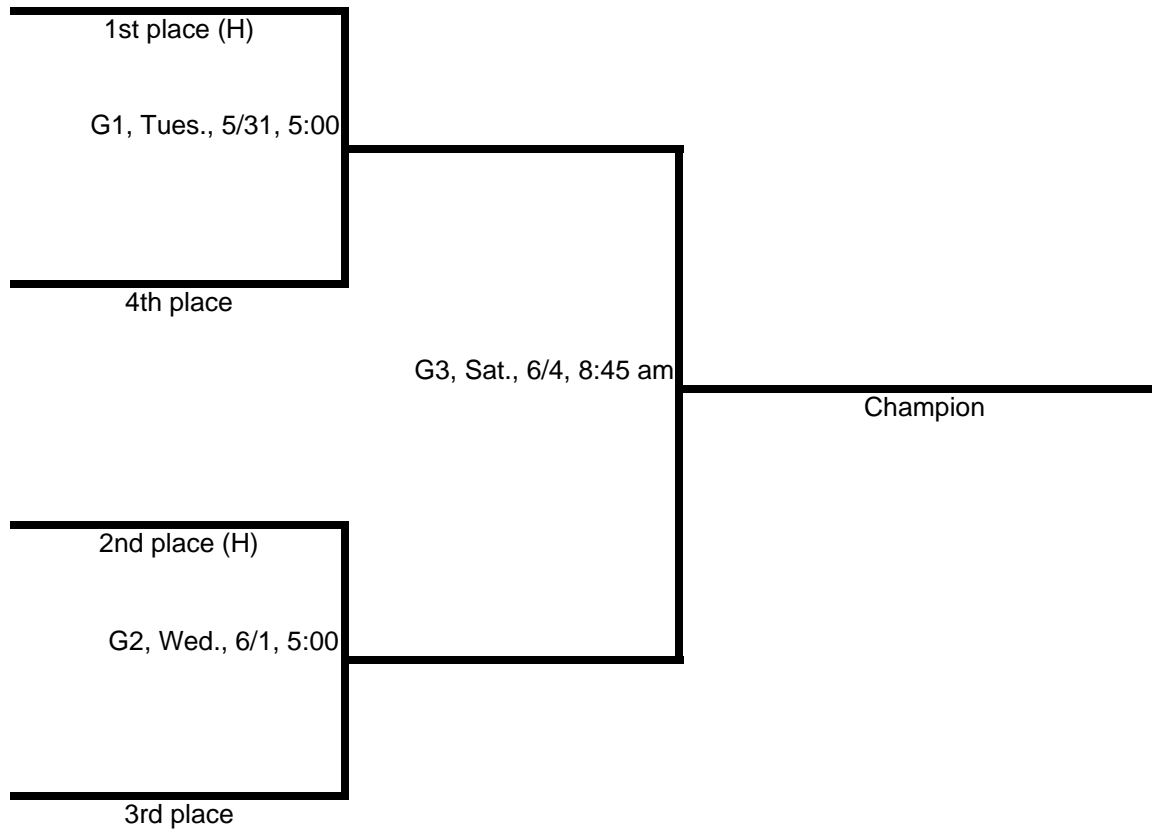 1st place (H)
G1, Tues., 5/31, 5:00
4th place
G3, Sat., 6/4, 8:45 am
Champion
2nd place (H)
G2, Wed., 6/1, 5:00
3rd place